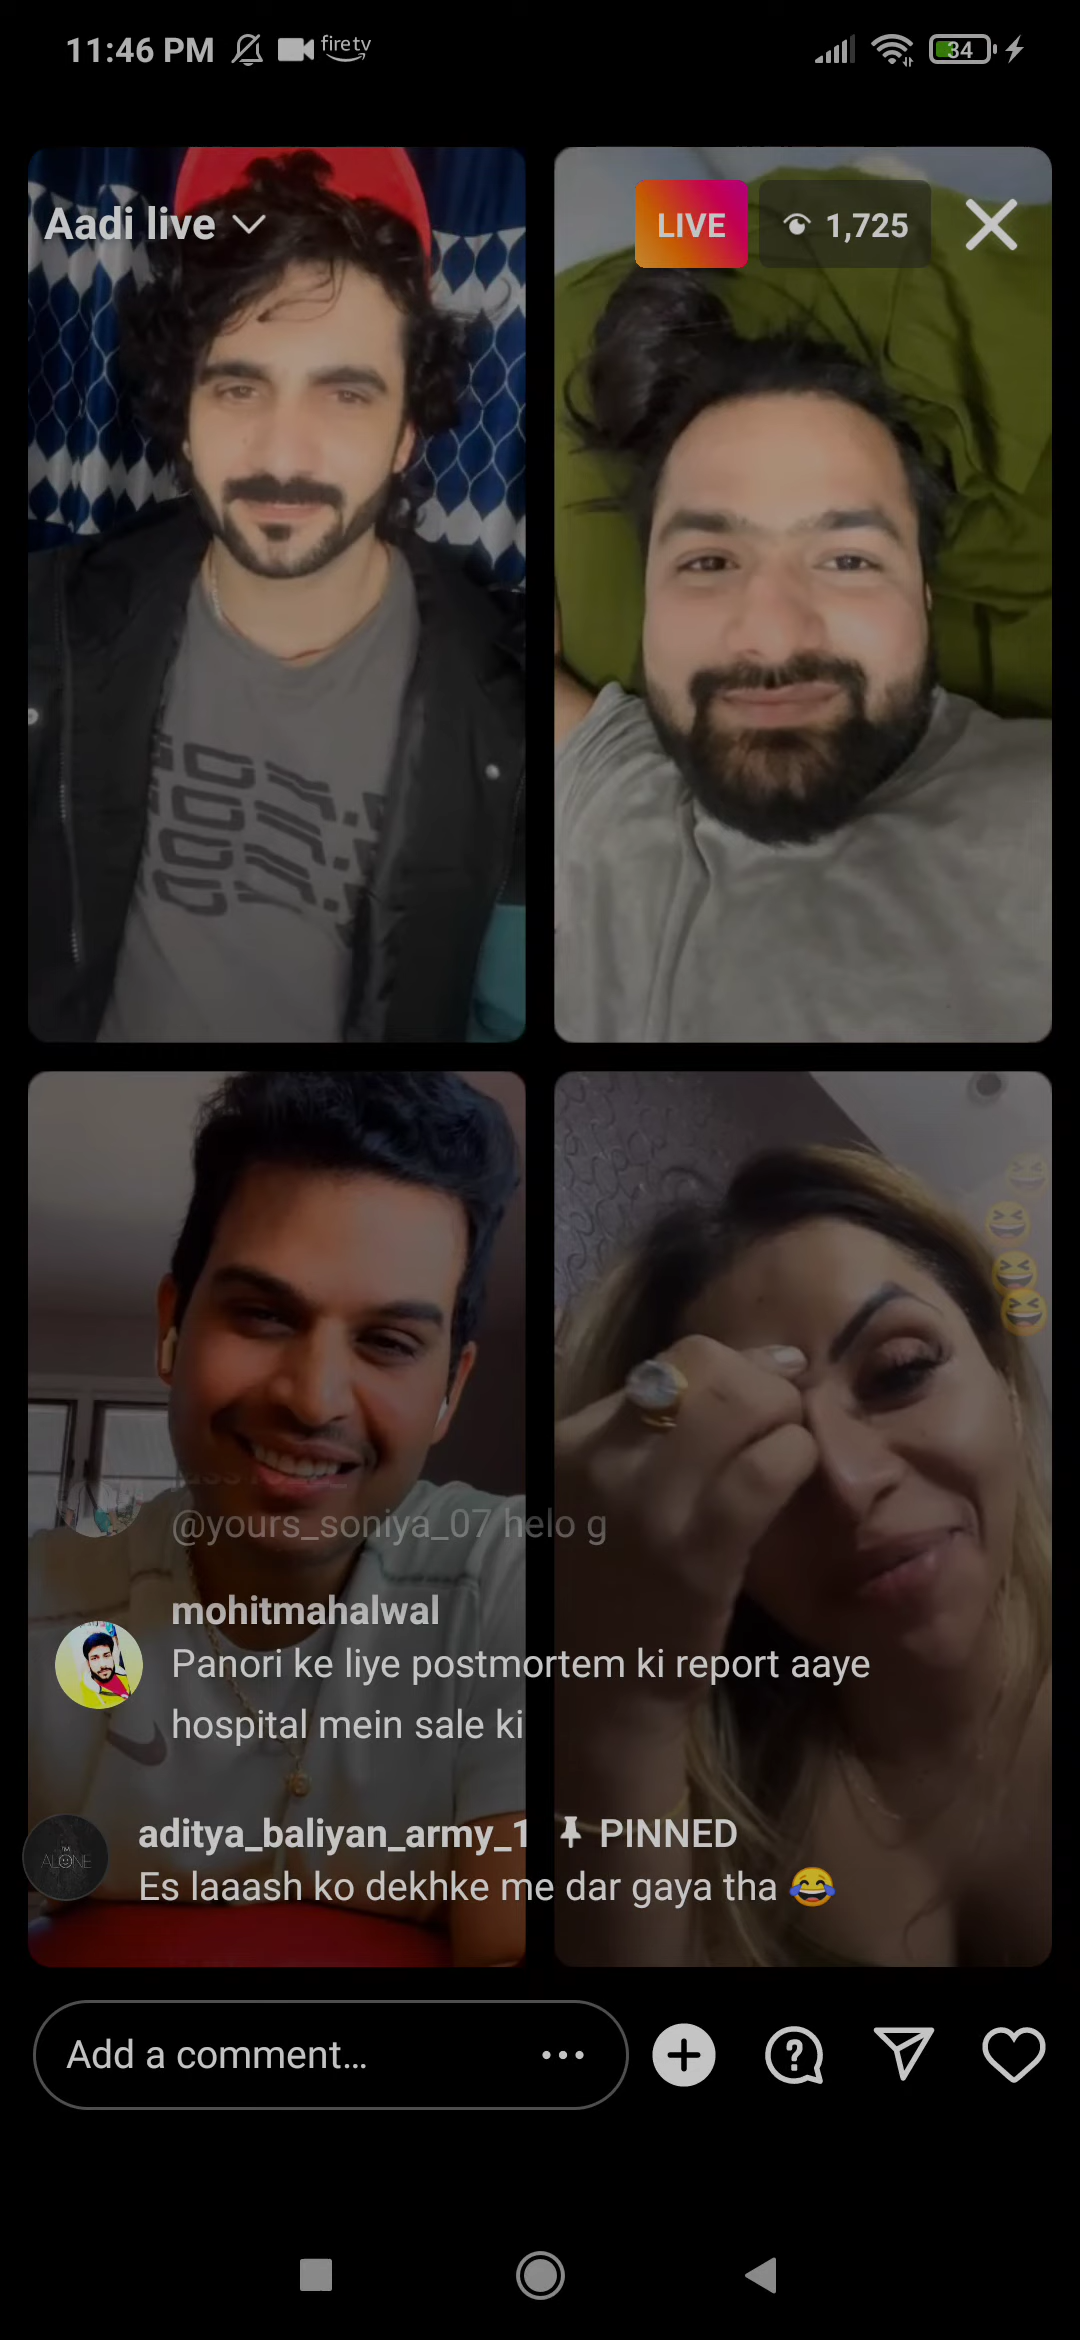 11:46 PM
firetv
34
Aadi live
LIVE
1,725
@yours_soniya_07 helo g
mohitmahalwal
Panori ke liye postmortem ki report aaye
hospital mein sale ki
aditya_baliyan_army_1
PINNED
ALONE
Es laaash ko dekhke me dar gaya tha 😂
Add a comment...